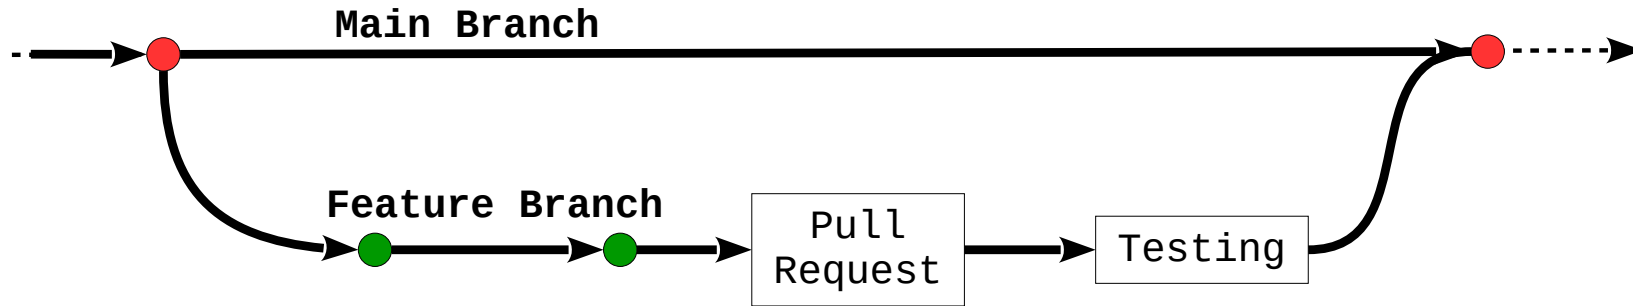 Main Branch
Feature Branch
Pull
Request
Testing